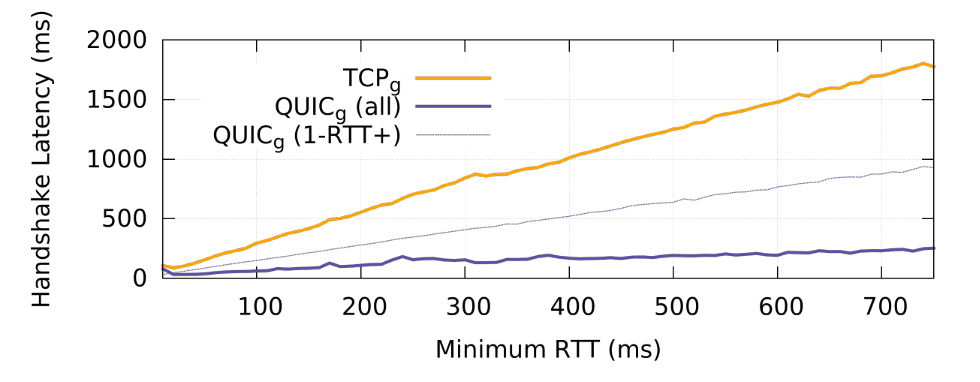 Handshake Latency (ms)
2000
1500
1000
500
0
TCPg
QUICg (all)
QUICg (1-RTT+)
100 200 300 400 500 600 700
Minimum RTT (ms)